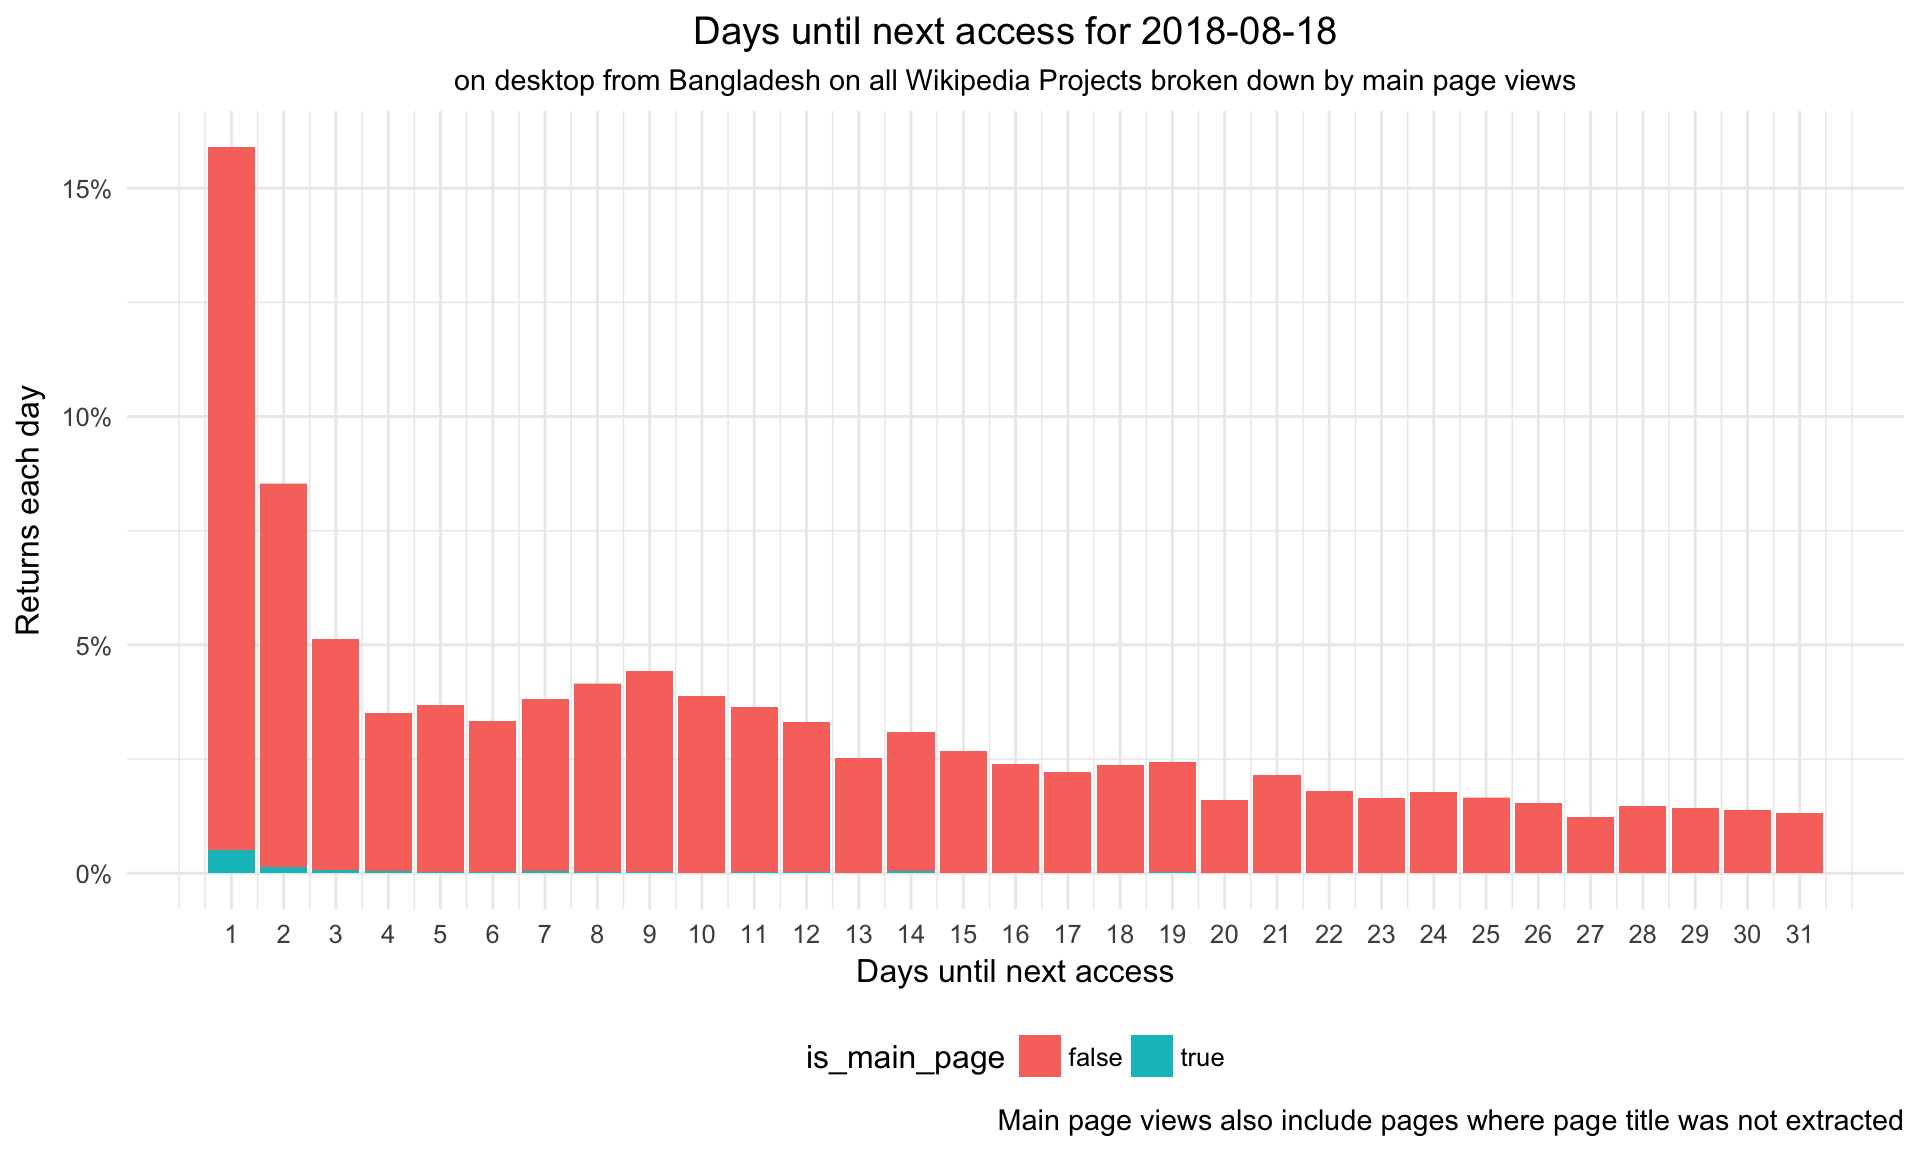 Days until next access for 2018-08-18
on desktop from Bangladesh on all Wikipedia Projects broken down by main page views
Returns each day
15%
10%
5%
0%
1 2 3 4 5 6 7 8 9 10 11 12 13 14 15 16 17 18 19 20 21 22 23 24 25 26 27 28 29 30 31
Days until next access
is_main_page false true
Main page views also include pages where page title was not extracted